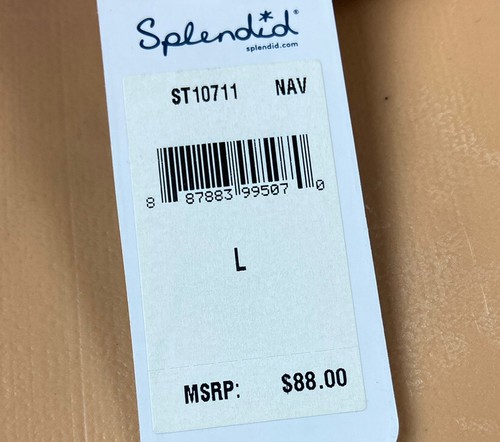 Splendid®
splendid.com
ST10711 NAV
8 87883 99507 0
L
MSRP: $88.00